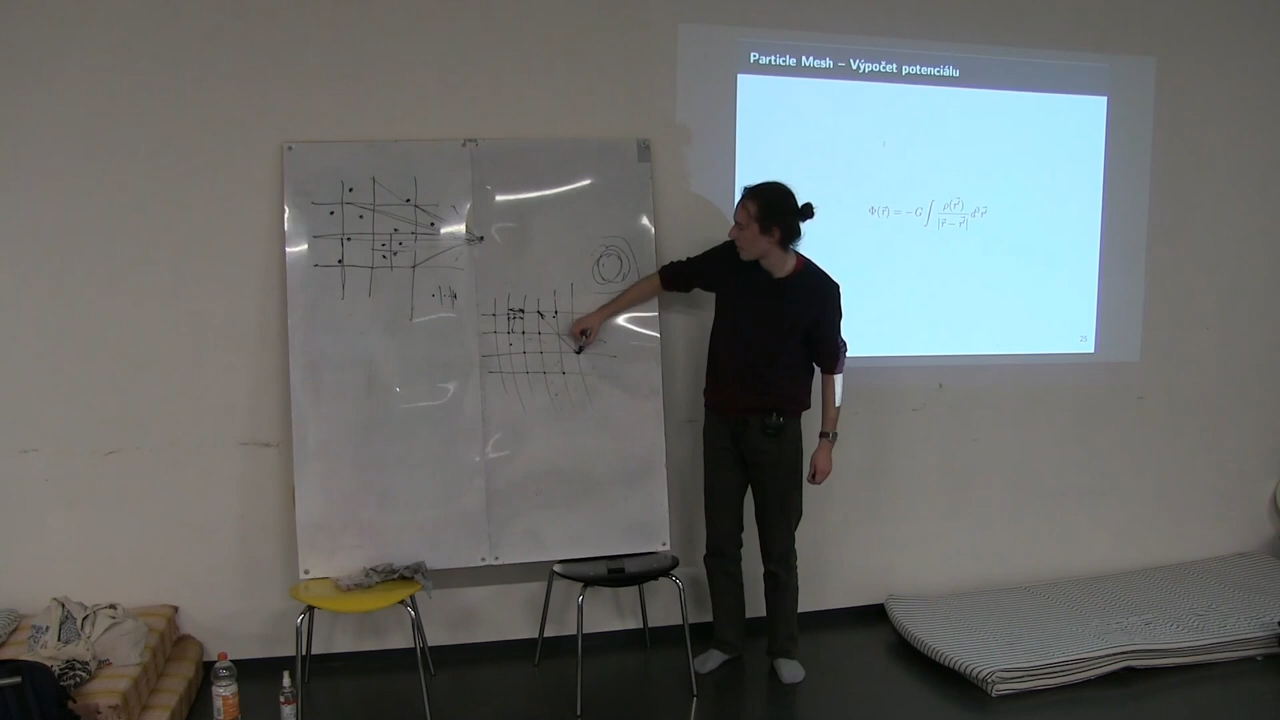 Particle Mesh – Výpočet potenciálu
Φ(r⃗) = −G ∫ ρ(r⃗′) / |r⃗ − r⃗′| d³r⃗′
25